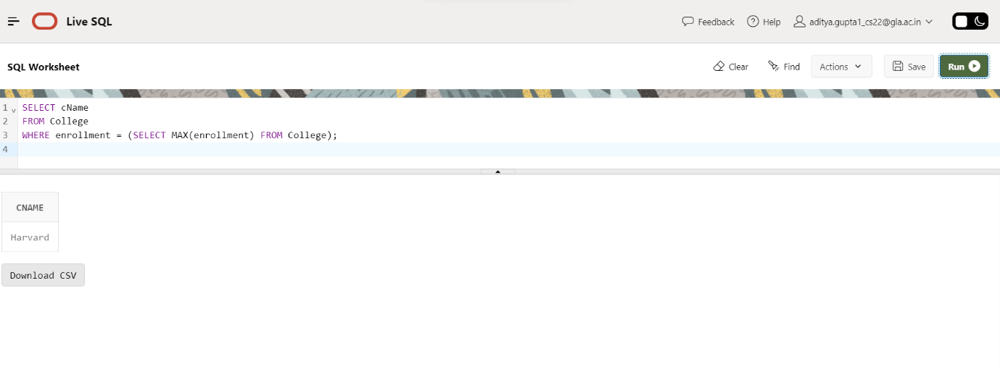 Live SQL
Feedback
Help
aditya.gupta1_cs22@gla.ac.in
SQL Worksheet
Clear
Find
Actions
Save
Run
1 SELECT cName
2 FROM College
3 WHERE enrollment = (SELECT MAX(enrollment) FROM College);
4
CNAME
Harvard
Download CSV